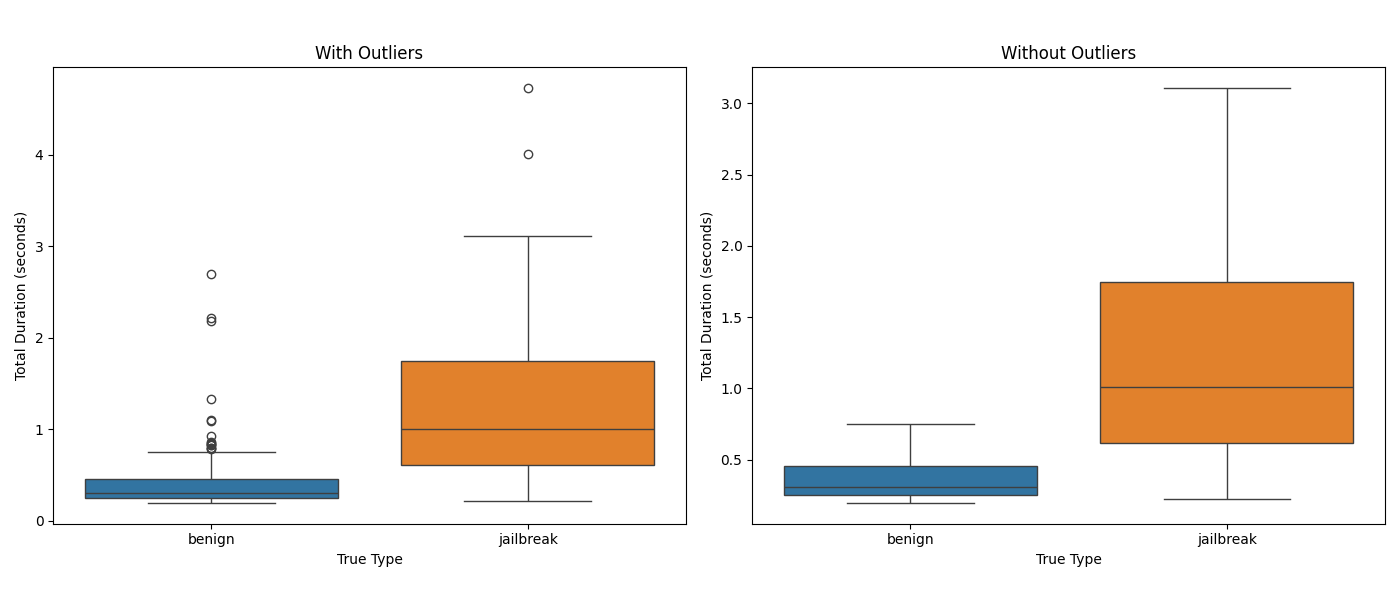 With Outliers
Total Duration (seconds)
4
3
2
1
0
benign
jailbreak
True Type
Without Outliers
Total Duration (seconds)
3.0
2.5
2.0
1.5
1.0
0.5
benign
jailbreak
True Type